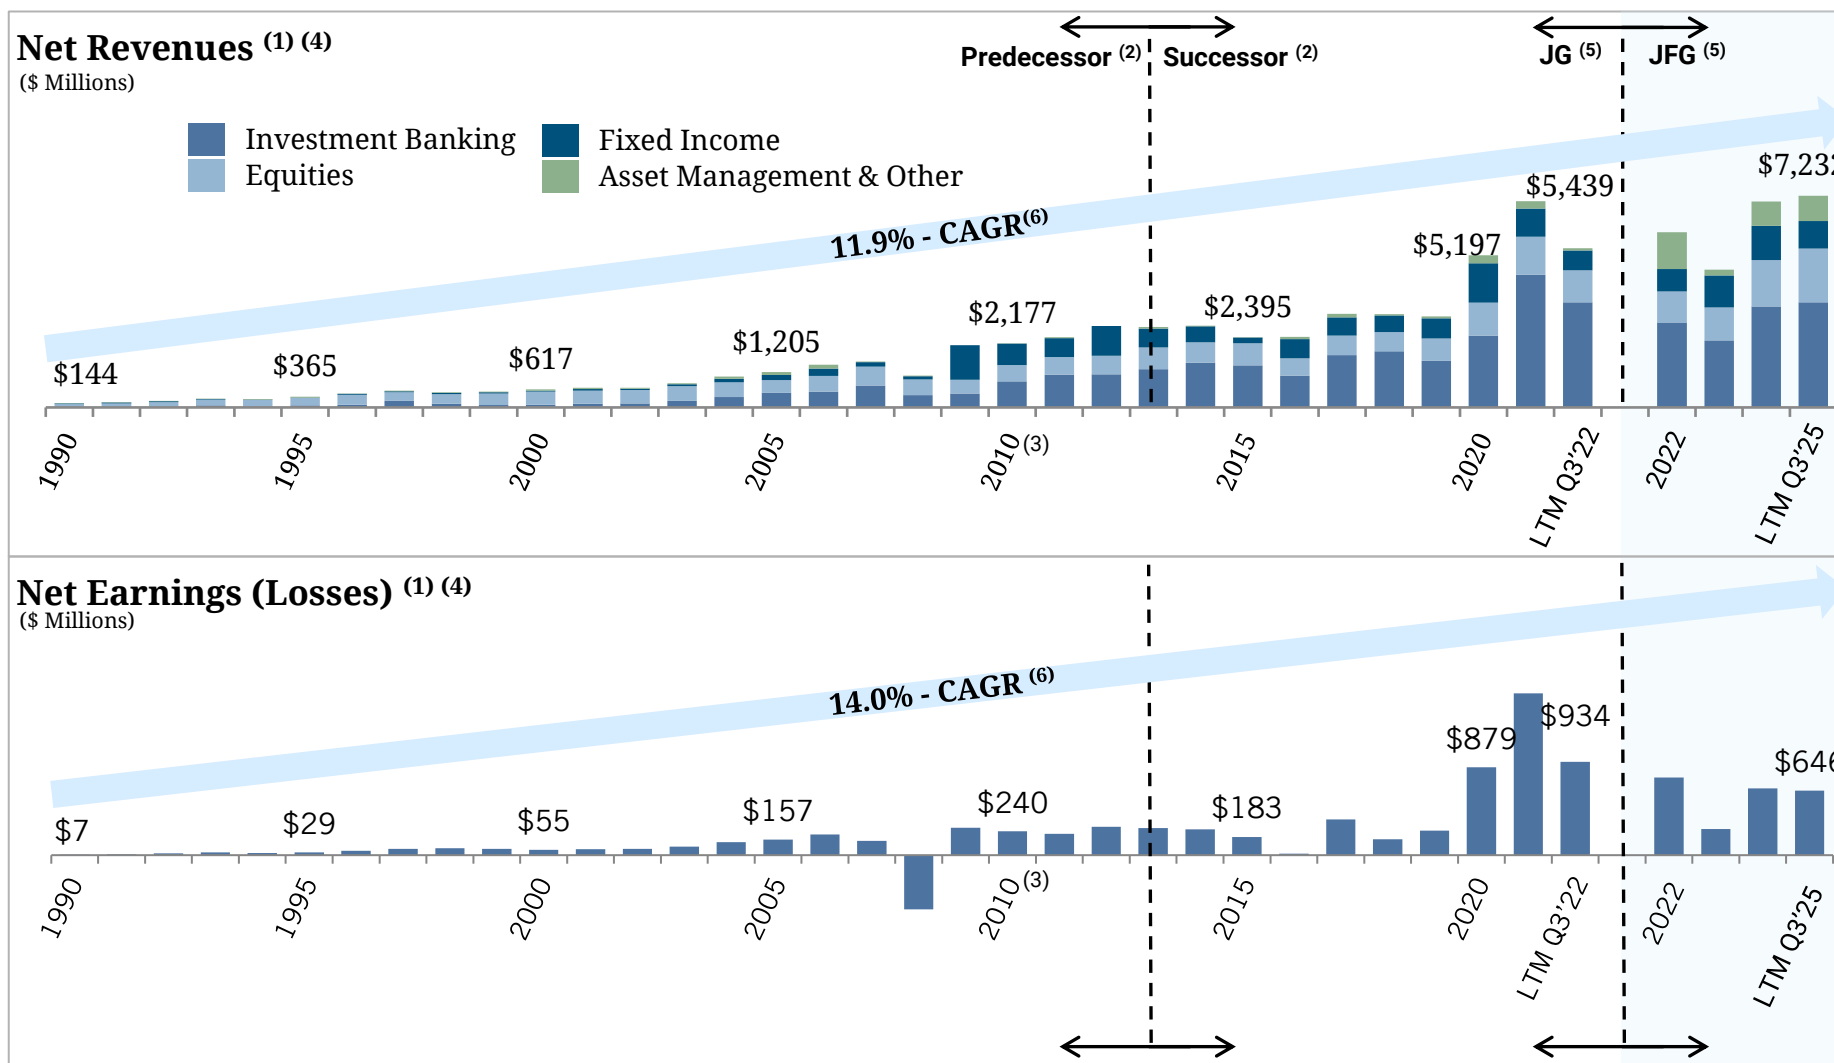 Net Revenues (1) (4)
($ Millions)
Predecessor (2) Successor (2)
JG (5) JFG (5)
Investment Banking Fixed Income
Equities Asset Management & Other
11.9% - CAGR(6)
$144 $365 $617 $1,205 $2,177 $2,395 $5,197 $5,439 $7,232
1990 1995 2000 2005 2010(3) 2015 2020 LTM Q3'22 2022 LTM Q3'25
Net Earnings (Losses) (1) (4)
($ Millions)
14.0% - CAGR (6)
$7 $29 $55 $157 $240 $183 $879 $934 $646
1990 1995 2000 2005 2010(3) 2015 2020 LTM Q3'22 2022 LTM Q3'25